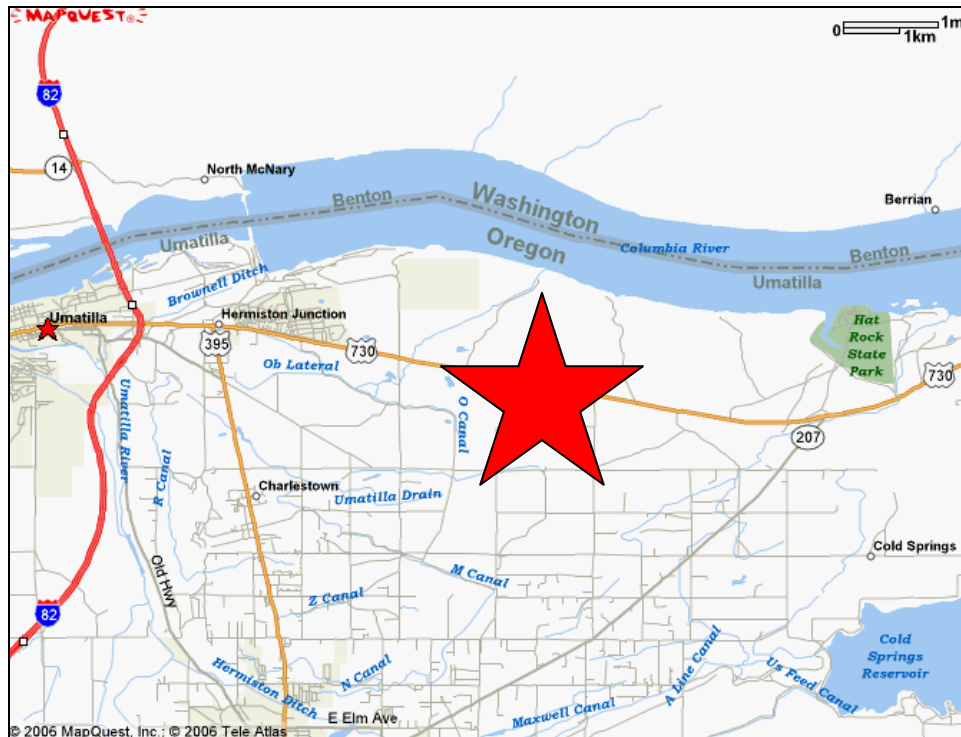 MAPQUEST®
0 1m
1km
82
14
North McNary
Berrian
Washington
Benton
Oregon
Umatilla
Columbia River
Benton
Umatilla
Brownell Ditch
Umatilla
Hermiston Junction
395
730
Ob Lateral
O Canal
Hat
Rock
State
Park
730
207
Umatilla River
R Canal
Charlestown
Umatilla Drain
Cold Springs
Old Hwy
M Canal
Z Canal
82
Cold
Springs
Reservoir
Hermiston Ditch
N Canal
A Line Canal
Us Feed Canal
Maxwell Canal
E Elm Ave
© 2006 MapQuest, Inc.; © 2006 Tele Atlas